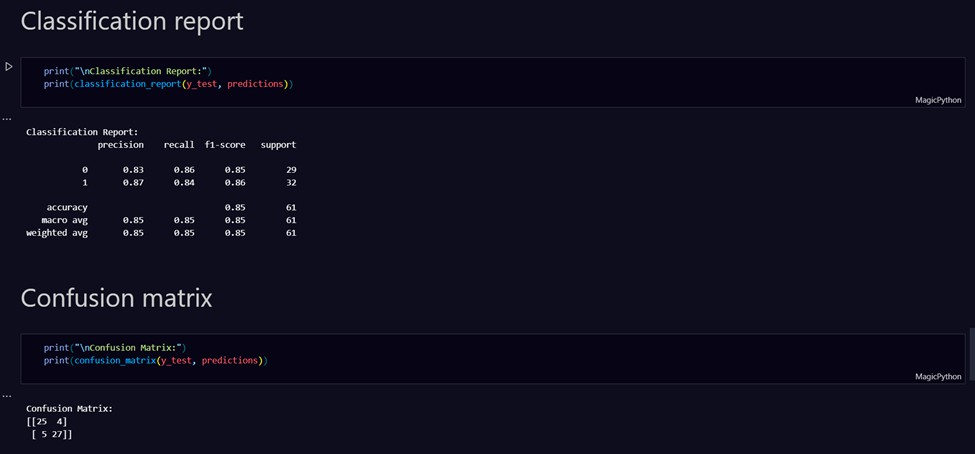 Classification report
print("\nClassification Report:")
print(classification_report(y_test, predictions))
MagicPython
Classification Report:
precision recall f1-score support
0 0.83 0.86 0.85 29
1 0.87 0.84 0.86 32
accuracy 0.85 61
macro avg 0.85 0.85 0.85 61
weighted avg 0.85 0.85 0.85 61
Confusion matrix
print("\nConfusion Matrix:")
print(confusion_matrix(y_test, predictions))
MagicPython
Confusion Matrix:
[[25 4]
[ 5 27]]